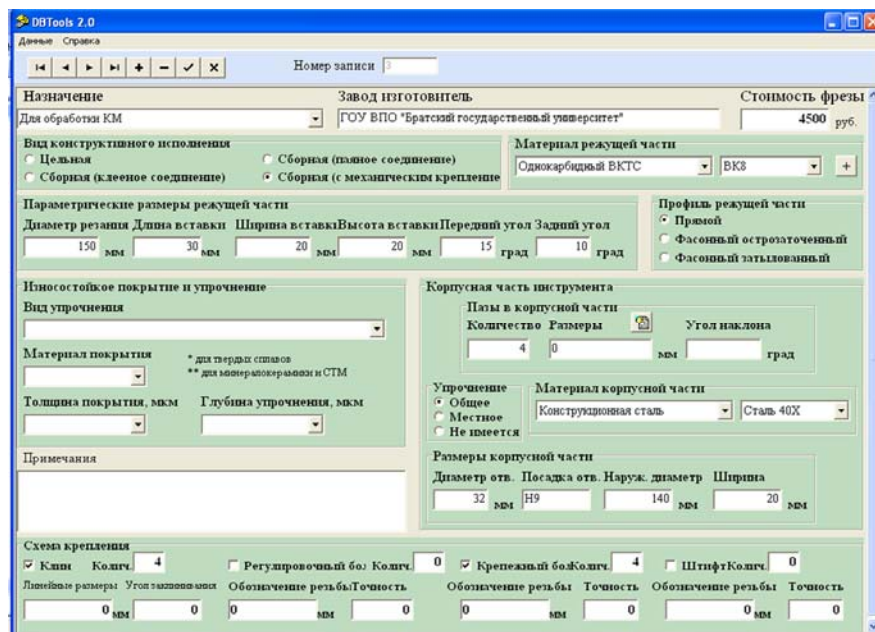 DBTools 2.0
Данные Справка
Номер записи 3
Назначение Завод изготовитель Стоимость фрезы
Для обработки КМ ГОУ ВПО "Братский государственный университет" 4500 руб.
Вид конструктивного исполнения Материал режущей части
Цельная Сборная (паяное соединение)
Однокарбидный ВКТС ВК8 +
Сборная (клееное соединение) Сборная (с механическим крепление
Параметрические размеры режущей части Профиль режущей части
Диаметр резания Длина вставки Ширина вставки Высота вставки Передний угол Задний угол
Прямой
150 мм 30 мм 20 мм 20 мм 15 град 10 град
Фасонный острозаточенный
Фасонный затылованный
Износостойкое покрытие и упрочнение Корпусная часть инструмента
Вид упрочнения Пазы в корпусной части
Количество Размеры Угол наклона
4 0 мм град
Материал покрытия * для твердых сплавов
** для минералокерамики и СТМ
Упрочнение Материал корпусной части
Общее
Местное
Не имеется
Конструкционная сталь Сталь 40Х
Толщина покрытия, мкм Глубина упрочнения, мкм
Примечания
Размеры корпусной части
Диаметр отв. Посадка отв. Наруж. диаметр Ширина
32 мм H9 140 мм 20 мм
Схема крепления
Клин Колич. 4 Регулировочный бол Колич. 0 Крепежный бол Колич. 4 Штифт Колич. 0
Линейные размеры Угол заклинивания Обозначение резьбы Точность Обозначение резьбы Точность Обозначение резьбы Точность
0 мм 0 0 0 0 0 0 мм 0